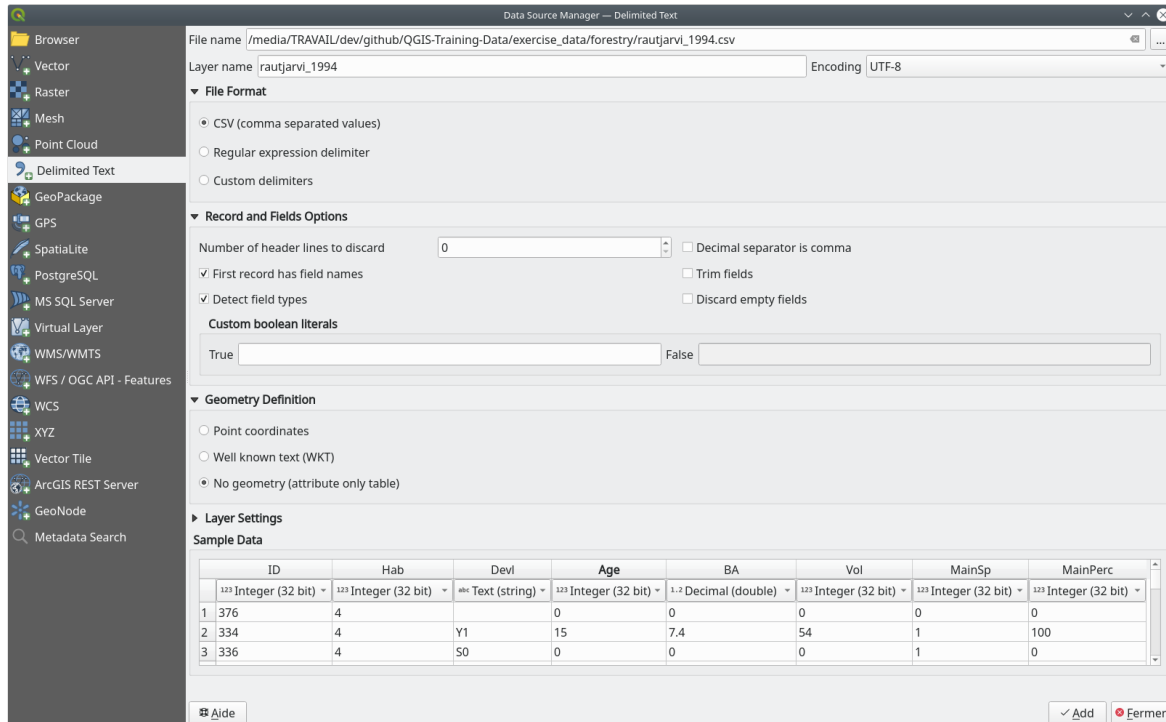 Data Source Manager — Delimited Text
Browser
Vector
Raster
Mesh
Point Cloud
Delimited Text
GeoPackage
GPS
SpatiaLite
PostgreSQL
MS SQL Server
Virtual Layer
WMS/WMTS
WFS / OGC API - Features
WCS
XYZ
Vector Tile
ArcGIS REST Server
GeoNode
Metadata Search
File name /media/TRAVAIL/dev/github/QGIS-Training-Data/exercise_data/forestry/rautjarvi_1994.csv ...
Layer name rautjarvi_1994 Encoding UTF-8
File Format
CSV (comma separated values)
Regular expression delimiter
Custom delimiters
Record and Fields Options
Number of header lines to discard 0 Decimal separator is comma
First record has field names Trim fields
Detect field types Discard empty fields
Custom boolean literals
True False
Geometry Definition
Point coordinates
Well known text (WKT)
No geometry (attribute only table)
Layer Settings
Sample Data
ID Hab Devl Age BA Vol MainSp MainPerc
123 Integer (32 bit) 123 Integer (32 bit) abc Text (string) 123 Integer (32 bit) 1.2 Decimal (double) 123 Integer (32 bit) 123 Integer (32 bit) 123 Integer (32 bit)
1 376 4 0 0 0 0 0
2 334 4 Y1 15 7.4 54 1 100
3 336 4 S0 0 0 0 1 0
Aide Add Fermer